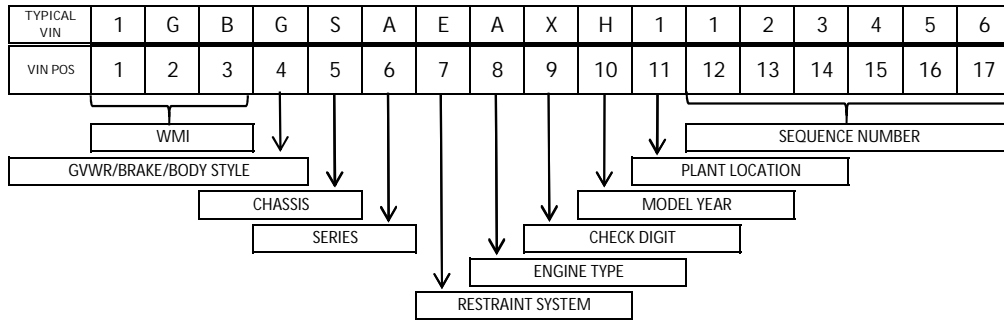 TYPICAL VIN 1 G B G S A E A X H 1 1 2 3 4 5 6
VIN POS 1 2 3 4 5 6 7 8 9 10 11 12 13 14 15 16 17
WMI SEQUENCE NUMBER
GVWR/BRAKE/BODY STYLE PLANT LOCATION
CHASSIS MODEL YEAR
SERIES CHECK DIGIT
ENGINE TYPE
RESTRAINT SYSTEM